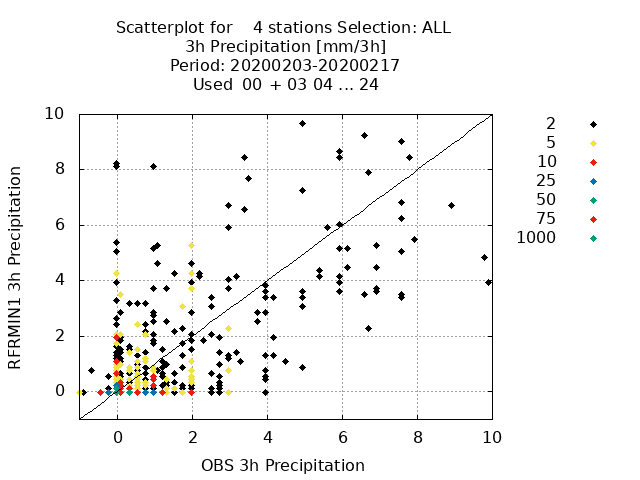 Scatterplot for 4 stations Selection: ALL
3h Precipitation [mm/3h]
Period: 20200203-20200217
Used 00 + 03 04 ... 24
RFRMIN1 3h Precipitation
10
8
6
4
2
0
0 2 4 6 8 10
OBS 3h Precipitation
2
5
10
25
50
75
1000